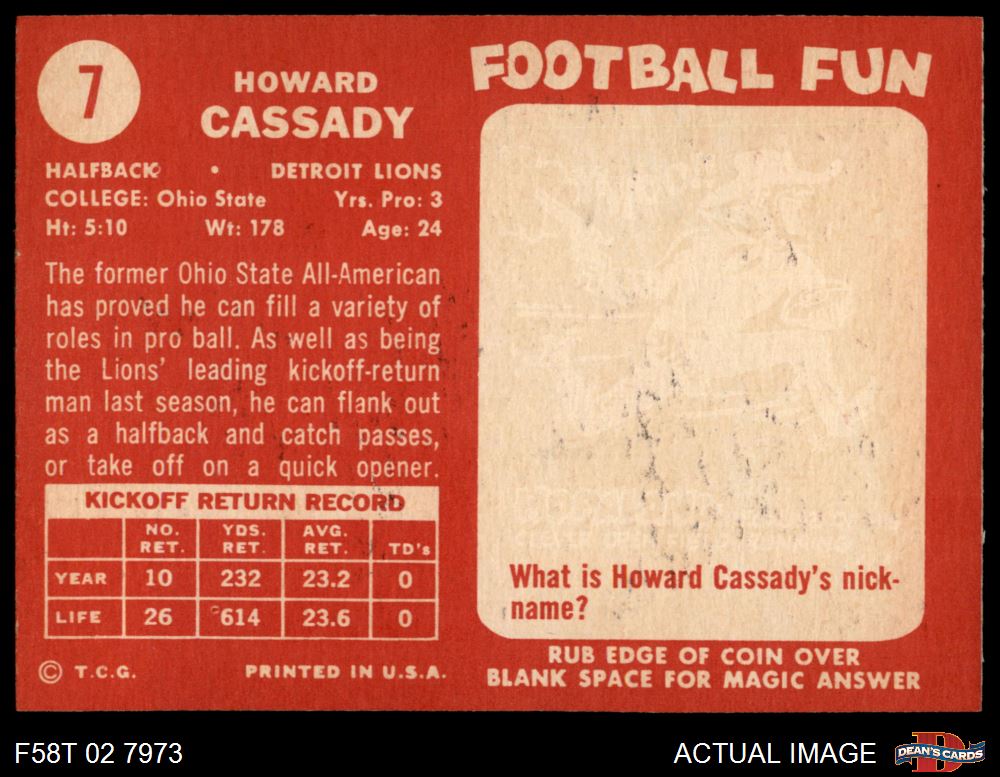 7
HOWARD
CASSADY
HALFBACK • DETROIT LIONS
COLLEGE: Ohio State Yrs. Pro: 3
Ht: 5:10 Wt: 178 Age: 24
The former Ohio State All-American
has proved he can fill a variety of
roles in pro ball. As well as being
the Lions' leading kickoff-return
man last season, he can flank out
as a halfback and catch passes,
or take off on a quick opener.
KICKOFF RETURN RECORD
NO. RET. YDS. RET. AVG. RET. TD's
YEAR 10 232 23.2 0
LIFE 26 614 23.6 0
© T.C.G. PRINTED IN U.S.A.
FOOTBALL FUN
What is Howard Cassady's nick-
name?
RUB EDGE OF COIN OVER
BLANK SPACE FOR MAGIC ANSWER
F58T 02 7973
ACTUAL IMAGE
D
DEAN'S CARDS